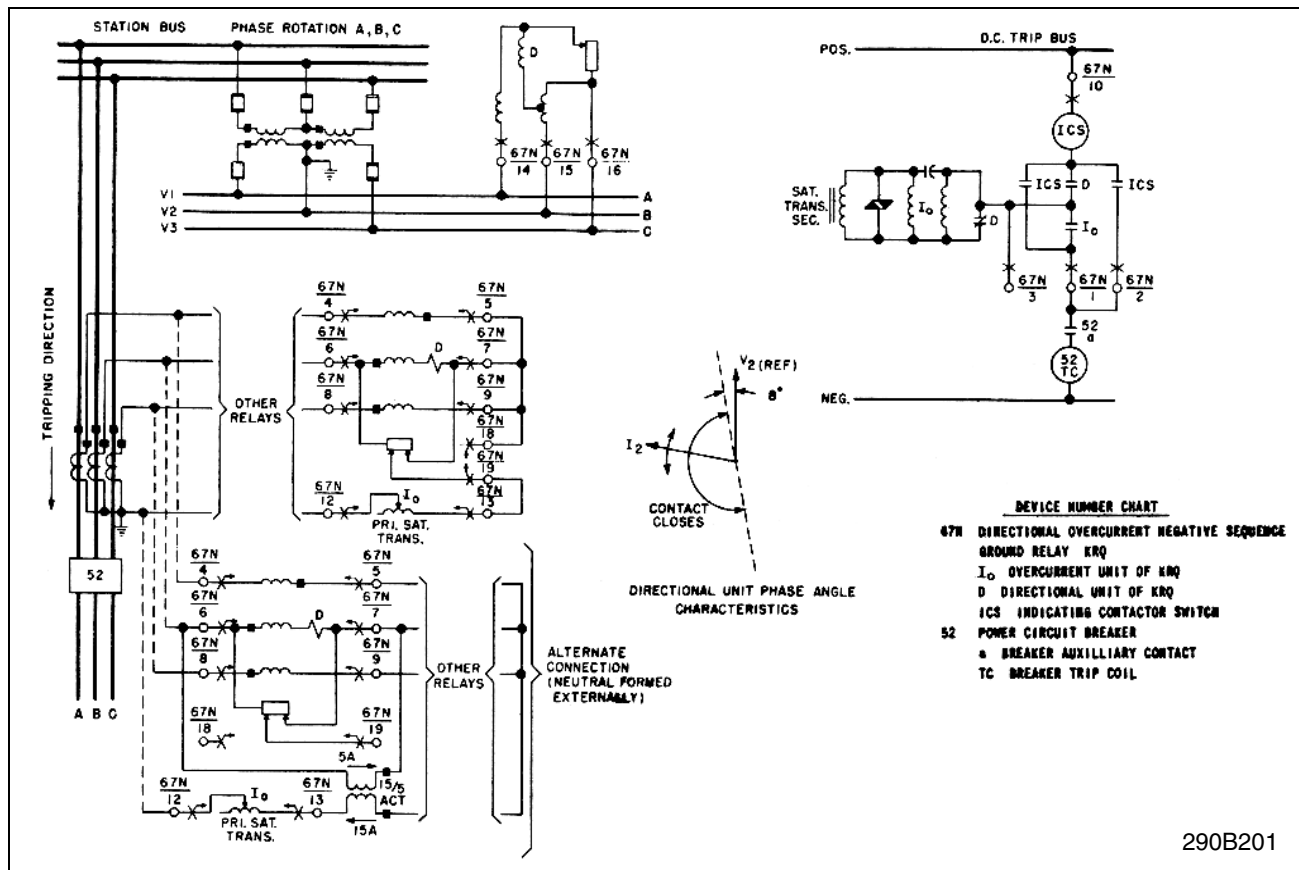 STATION BUS
PHASE ROTATION A, B, C
D
67N
14
67N
15
67N
16
V1
V2
V3
A
B
C
D.C. TRIP BUS
POS.
67N
10
ICS
ICS
D
ICS
SAT.
TRANS.
SEC.
Io
D
Io
67N
3
67N
1
67N
2
52
a
52
TC
NEG.
TRIPPING DIRECTION
OTHER
RELAYS
67N
4
67N
5
67N
6
67N
7
D
67N
8
67N
9
67N
18
67N
19
67N
12
67N
13
Io
PRI. SAT.
TRANS.
52
A B C
67N
4
67N
5
67N
6
67N
7
D
67N
8
67N
9
67N
18
67N
19
5A
15/5
ACT
15A
67N
12
Io
67N
13
PRI. SAT.
TRANS.
OTHER
RELAYS
ALTERNATE
CONNECTION
(NEUTRAL FORMED
EXTERNALLY)
V2 (REF)
8°
I2
CONTACT
CLOSES
DIRECTIONAL UNIT PHASE ANGLE
CHARACTERISTICS
DEVICE NUMBER CHART
67N DIRECTIONAL OVERCURRENT NEGATIVE SEQUENCE
GROUND RELAY KRQ
Io OVERCURRENT UNIT OF KRQ
D DIRECTIONAL UNIT OF KRQ
ICS INDICATING CONTACTOR SWITCH
52 POWER CIRCUIT BREAKER
a BREAKER AUXILLIARY CONTACT
TC BREAKER TRIP COIL
290B201